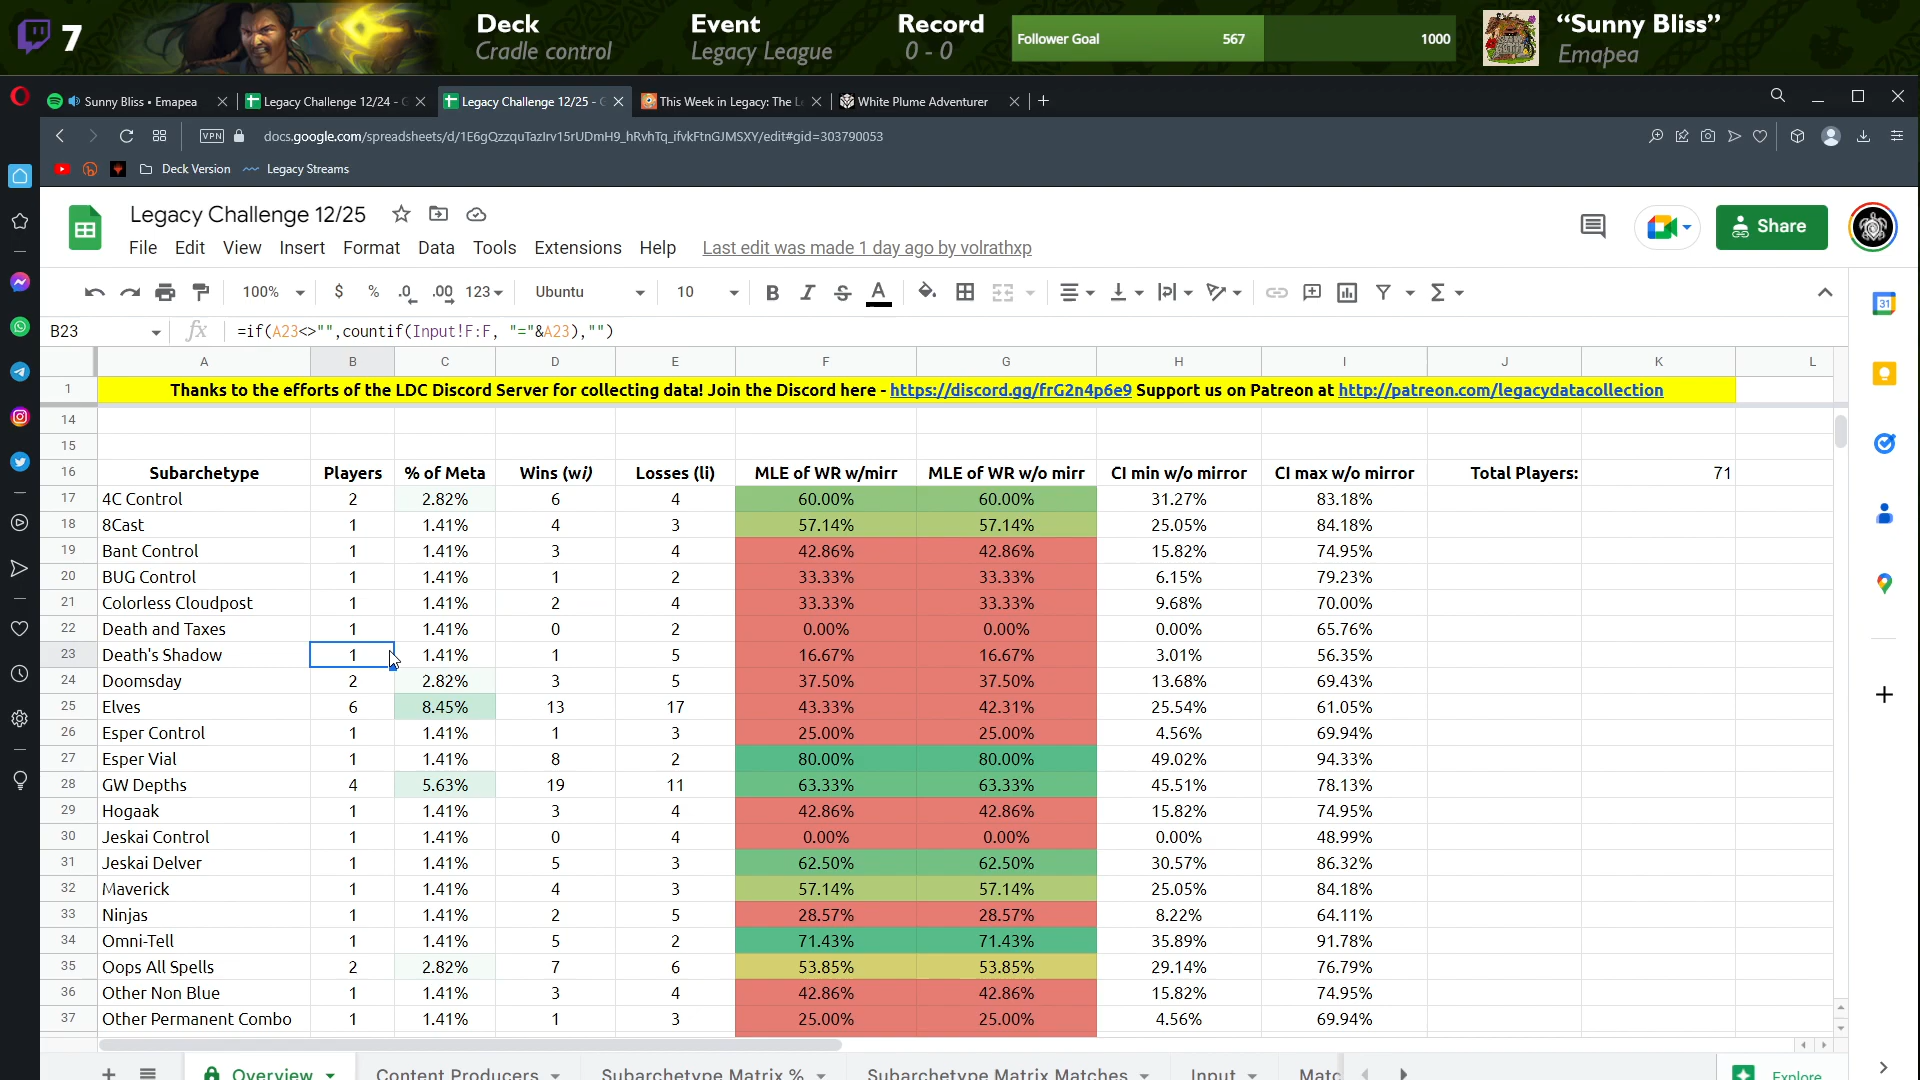 7
Deck
Cradle control
Event
Legacy League
Record
0 - 0
Follower Goal 567 1000
“Sunny Bliss”
Emapea
Sunny Bliss • Emapea
Legacy Challenge 12/24 -
Legacy Challenge 12/25 -
This Week in Legacy: The
White Plume Adventurer
VPN docs.google.com/spreadsheets/d/1E6gQzzquTazIrv15rUDmH9_hRvhTq_ifvkFtnGJMSXY/edit#gid=303790053
Deck Version Legacy Streams
Legacy Challenge 12/25
File Edit View Insert Format Data Tools Extensions Help Last edit was made 1 day ago by volrathxp
Share
100% $ % .0 .00 123 Ubuntu 10 B I S A Σ
31
B23 fx =if(A23<>"",countif(Input!F:F, "="&A23),"")
A B C D E F G H I J K L
1 Thanks to the efforts of the LDC Discord Server for collecting data! Join the Discord here - https://discord.gg/frG2n4p6e9 Support us on Patreon at http://patreon.com/legacydatacollection
14
15
16 Subarchetype Players % of Meta Wins (wi) Losses (li) MLE of WR w/mirr MLE of WR w/o mirr CI min w/o mirror CI max w/o mirror Total Players: 71
17 4C Control 2 2.82% 6 4 60.00% 60.00% 31.27% 83.18%
18 8Cast 1 1.41% 4 3 57.14% 57.14% 25.05% 84.18%
19 Bant Control 1 1.41% 3 4 42.86% 42.86% 15.82% 74.95%
20 BUG Control 1 1.41% 1 2 33.33% 33.33% 6.15% 79.23%
21 Colorless Cloudpost 1 1.41% 2 4 33.33% 33.33% 9.68% 70.00%
22 Death and Taxes 1 1.41% 0 2 0.00% 0.00% 0.00% 65.76%
23 Death's Shadow 1 1.41% 1 5 16.67% 16.67% 3.01% 56.35%
24 Doomsday 2 2.82% 3 5 37.50% 37.50% 13.68% 69.43%
25 Elves 6 8.45% 13 17 43.33% 42.31% 25.54% 61.05%
26 Esper Control 1 1.41% 1 3 25.00% 25.00% 4.56% 69.94%
27 Esper Vial 1 1.41% 8 2 80.00% 80.00% 49.02% 94.33%
28 GW Depths 4 5.63% 19 11 63.33% 63.33% 45.51% 78.13%
29 Hogaak 1 1.41% 3 4 42.86% 42.86% 15.82% 74.95%
30 Jeskai Control 1 1.41% 0 4 0.00% 0.00% 0.00% 48.99%
31 Jeskai Delver 1 1.41% 5 3 62.50% 62.50% 30.57% 86.32%
32 Maverick 1 1.41% 4 3 57.14% 57.14% 25.05% 84.18%
33 Ninjas 1 1.41% 2 5 28.57% 28.57% 8.22% 64.11%
34 Omni-Tell 1 1.41% 5 2 71.43% 71.43% 35.89% 91.78%
35 Oops All Spells 2 2.82% 7 6 53.85% 53.85% 29.14% 76.79%
36 Other Non Blue 1 1.41% 3 4 42.86% 42.86% 15.82% 74.95%
37 Other Permanent Combo 1 1.41% 1 3 25.00% 25.00% 4.56% 69.94%
Overview Content Producers Subarchetype Matrix % Subarchetype Matrix Matches Input Matc Explore